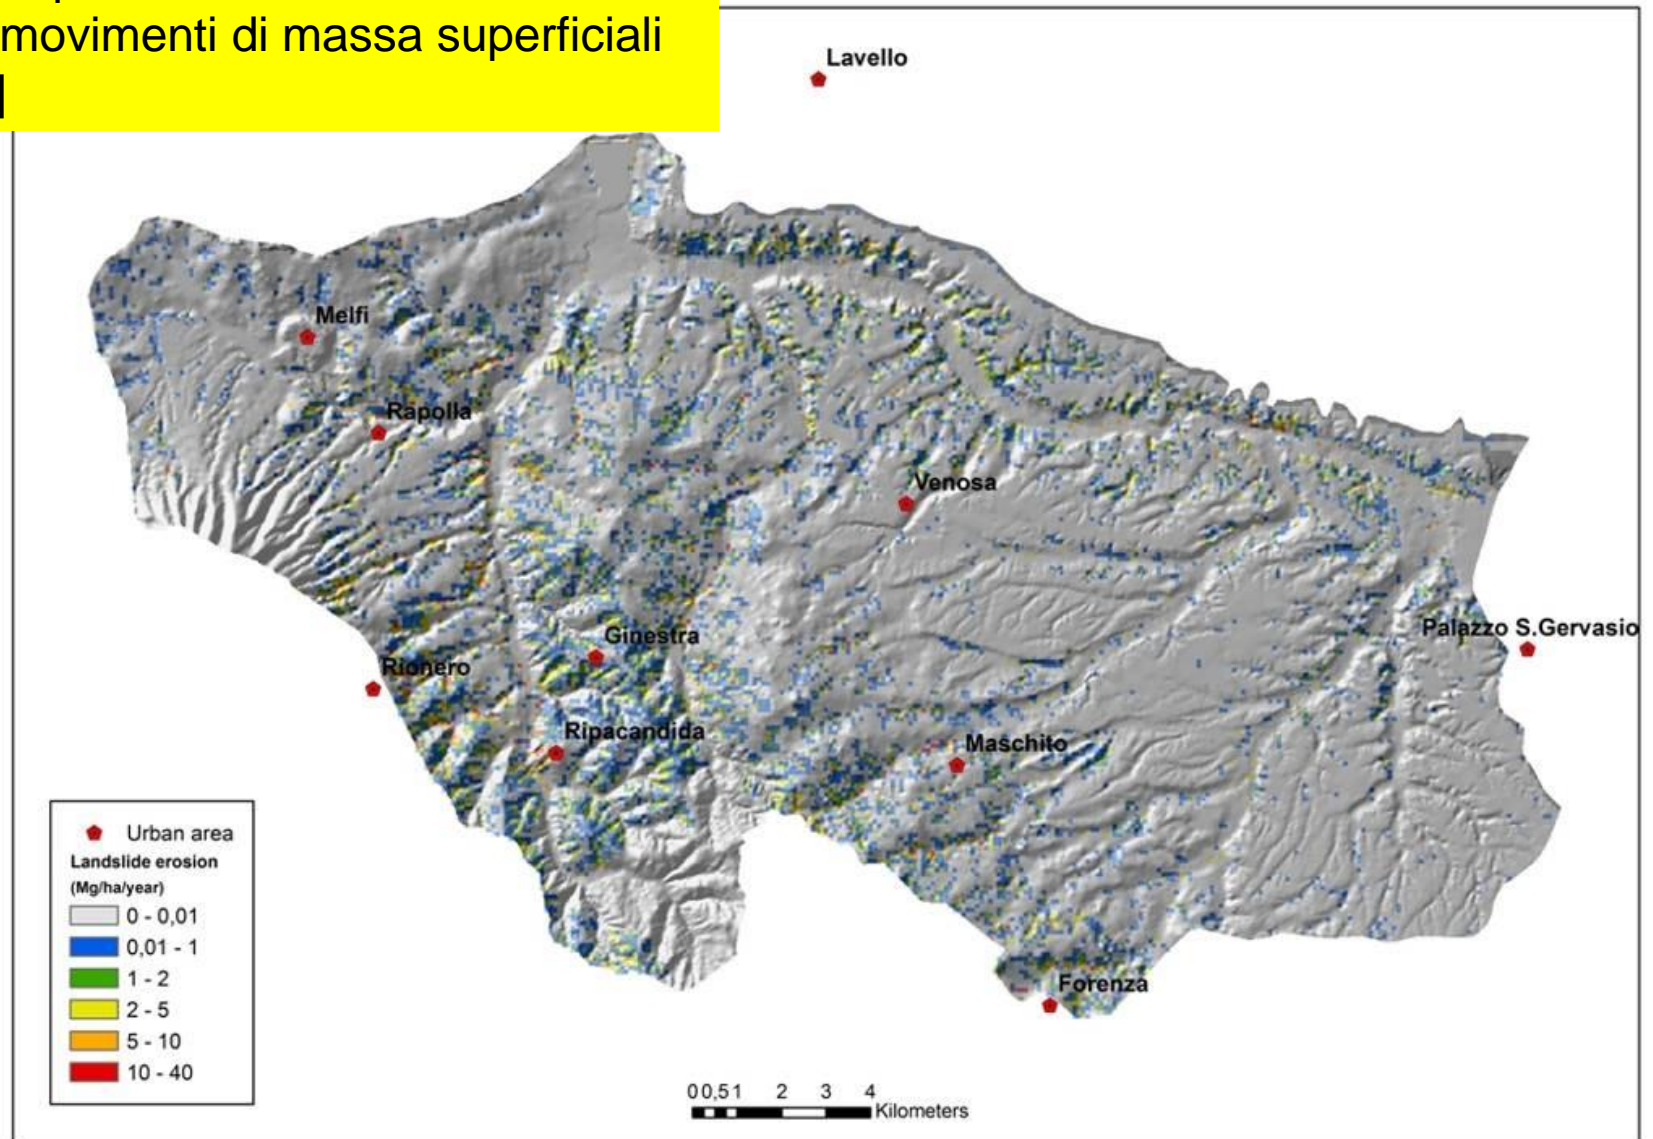 movimenti di massa superficiali
Lavello
Melfi
Rapolla
Venosa
Ginestra
Palazzo S.Gervasio
Rionero
Ripacandida
Maschito
Forenza
Urban area
Landslide erosion
(Mg/ha/year)
0 - 0,01
0,01 - 1
1 - 2
2 - 5
5 - 10
10 - 40
0 0,5 1 2 3 4
Kilometers